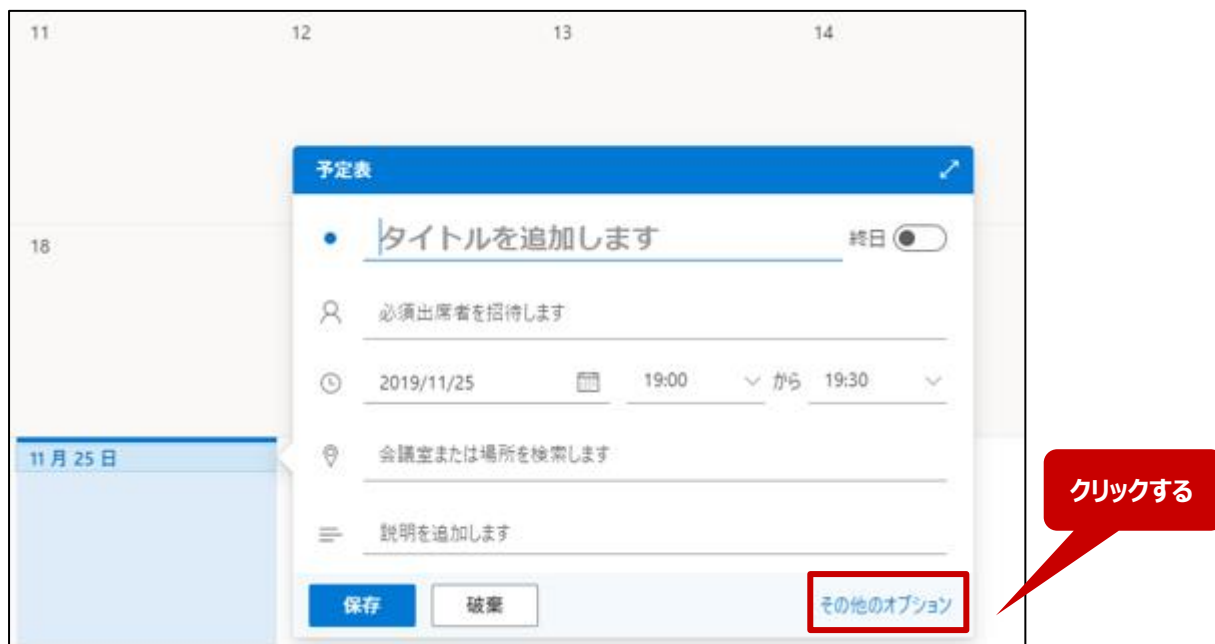 11 12 13 14
予定表
タイトルを追加します 終日
18
必須出席者を招待します
2019/11/25 19:00 から 19:30
11 月 25 日
会議室または場所を検索します
クリックする
説明を追加します
保存 破棄 その他のオプション